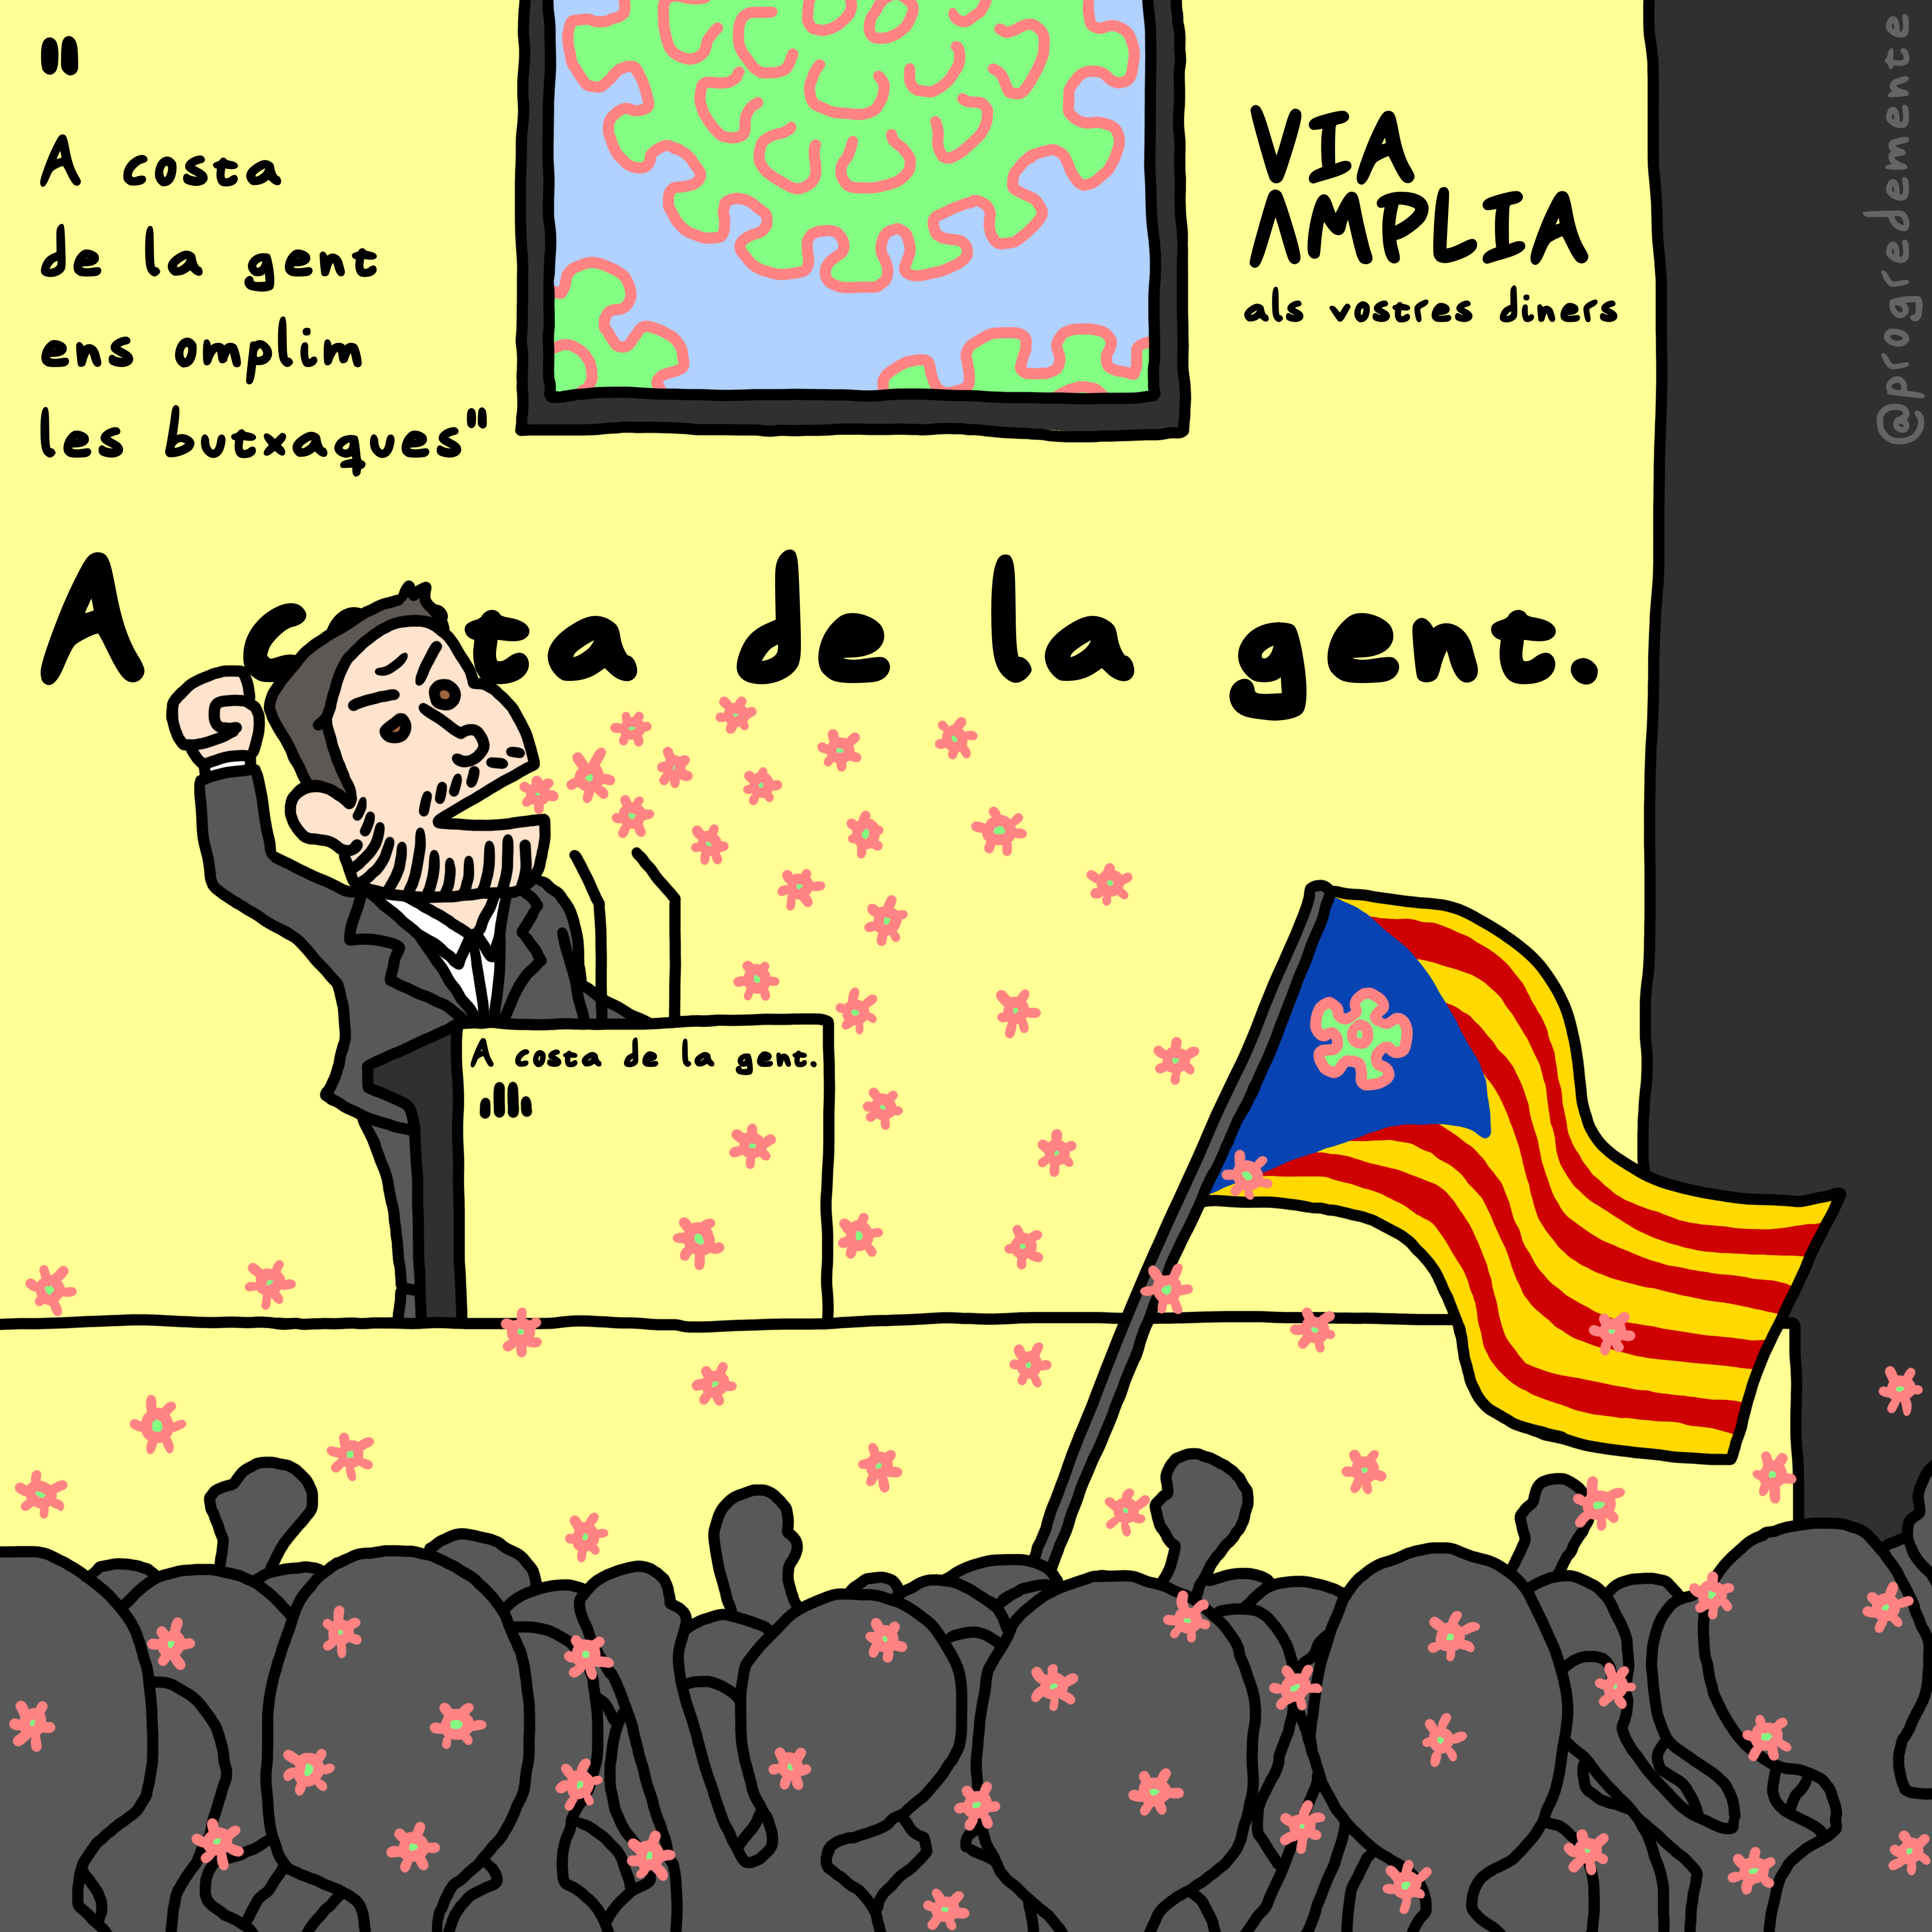 "
A costa
de la gent
ens omplim
les butxaques"
VIA
ÀMPLIA
als vostres diners
A costa de la gent.
A costa de la gent.
@progredemente